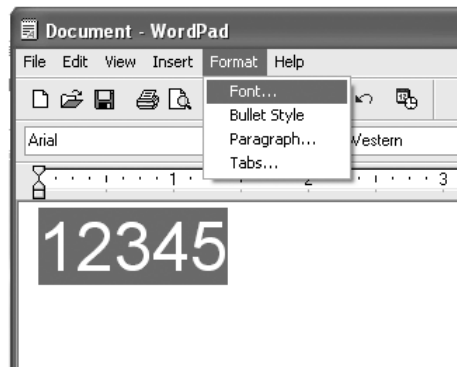 Document - WordPad
File Edit View Insert Format Help
Font...
Bullet Style
Paragraph...
Tabs...
Arial
Western
1 2 3
12345